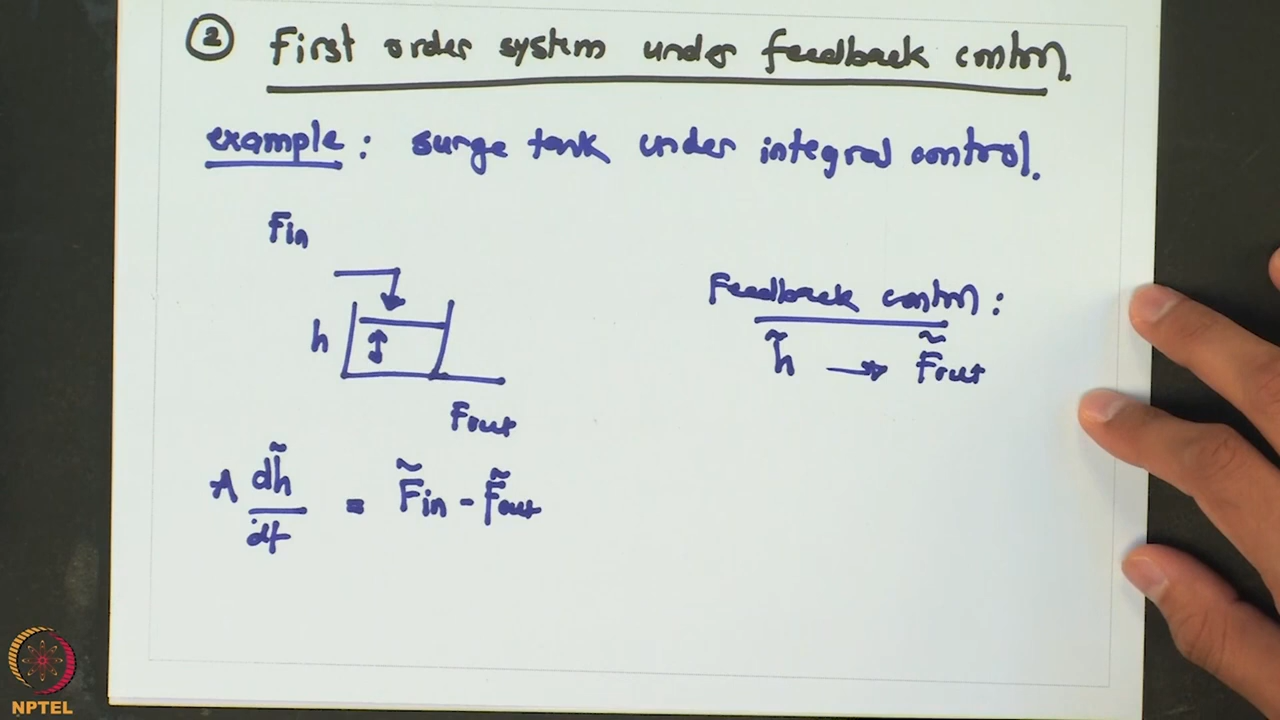 ② First order system under feedback control.
example: surge tank under integral control.
Fin
Feedback control:
h
h̃ → F̃out
Fout
A dh̃/dt = F̃in - F̃out
NPTEL